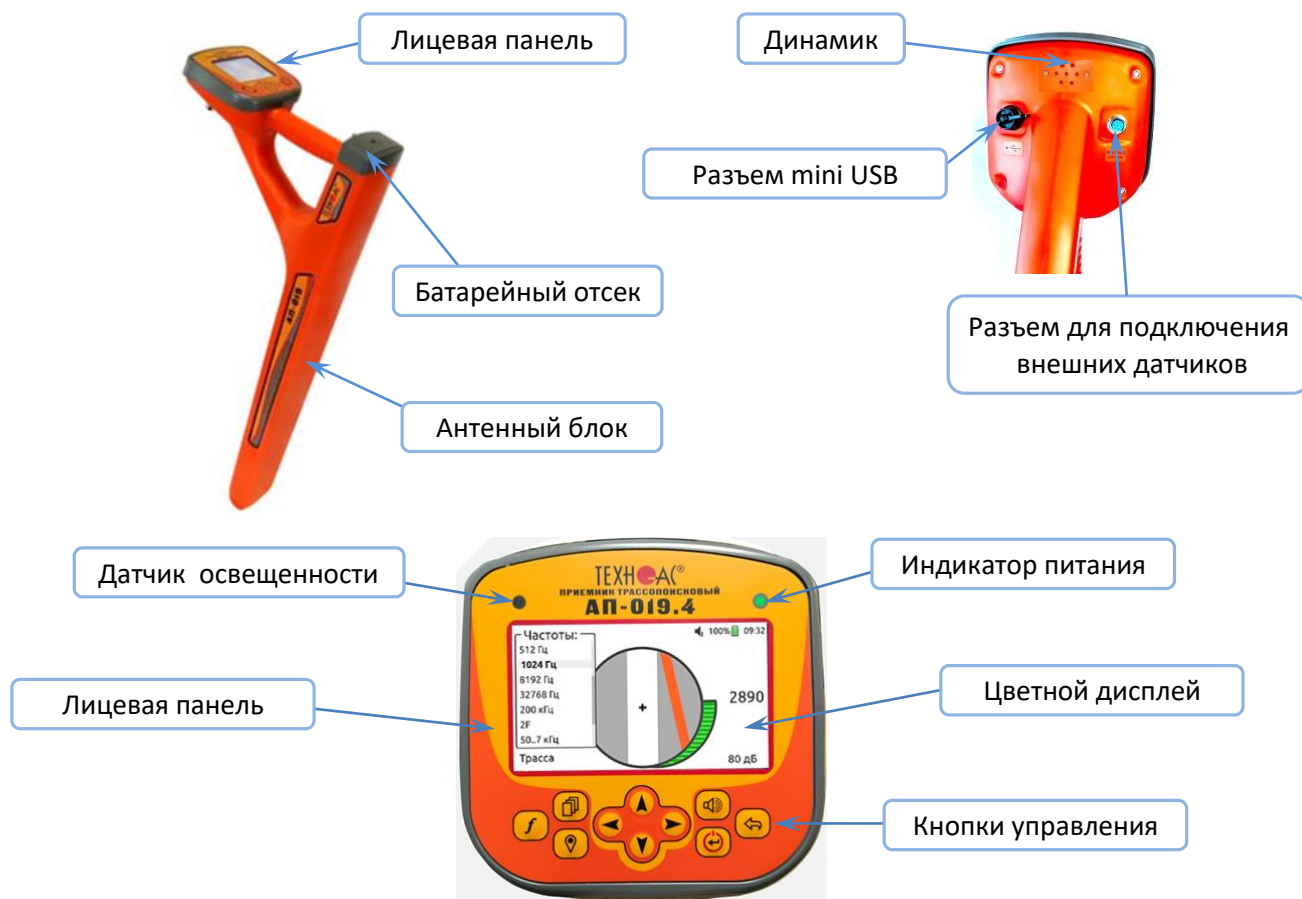 Лицевая панель
Динамик
Разъем mini USB
Батарейный отсек
Разъем для подключения
внешних датчиков
АП-019
Антенный блок
Датчик освещенности
Индикатор питания
ТЕХНО-АС®
ПРИЕМНИК ТРАССОПОИСКОВЫЙ
АП-019.4
Частоты:
100% 09:32
512 Гц
1024 Гц
8192 Гц
32768 Гц
200 кГц
2F
50..7 кГц
2890
Трасса
80 дБ
Лицевая панель
Цветной дисплей
f
Кнопки управления